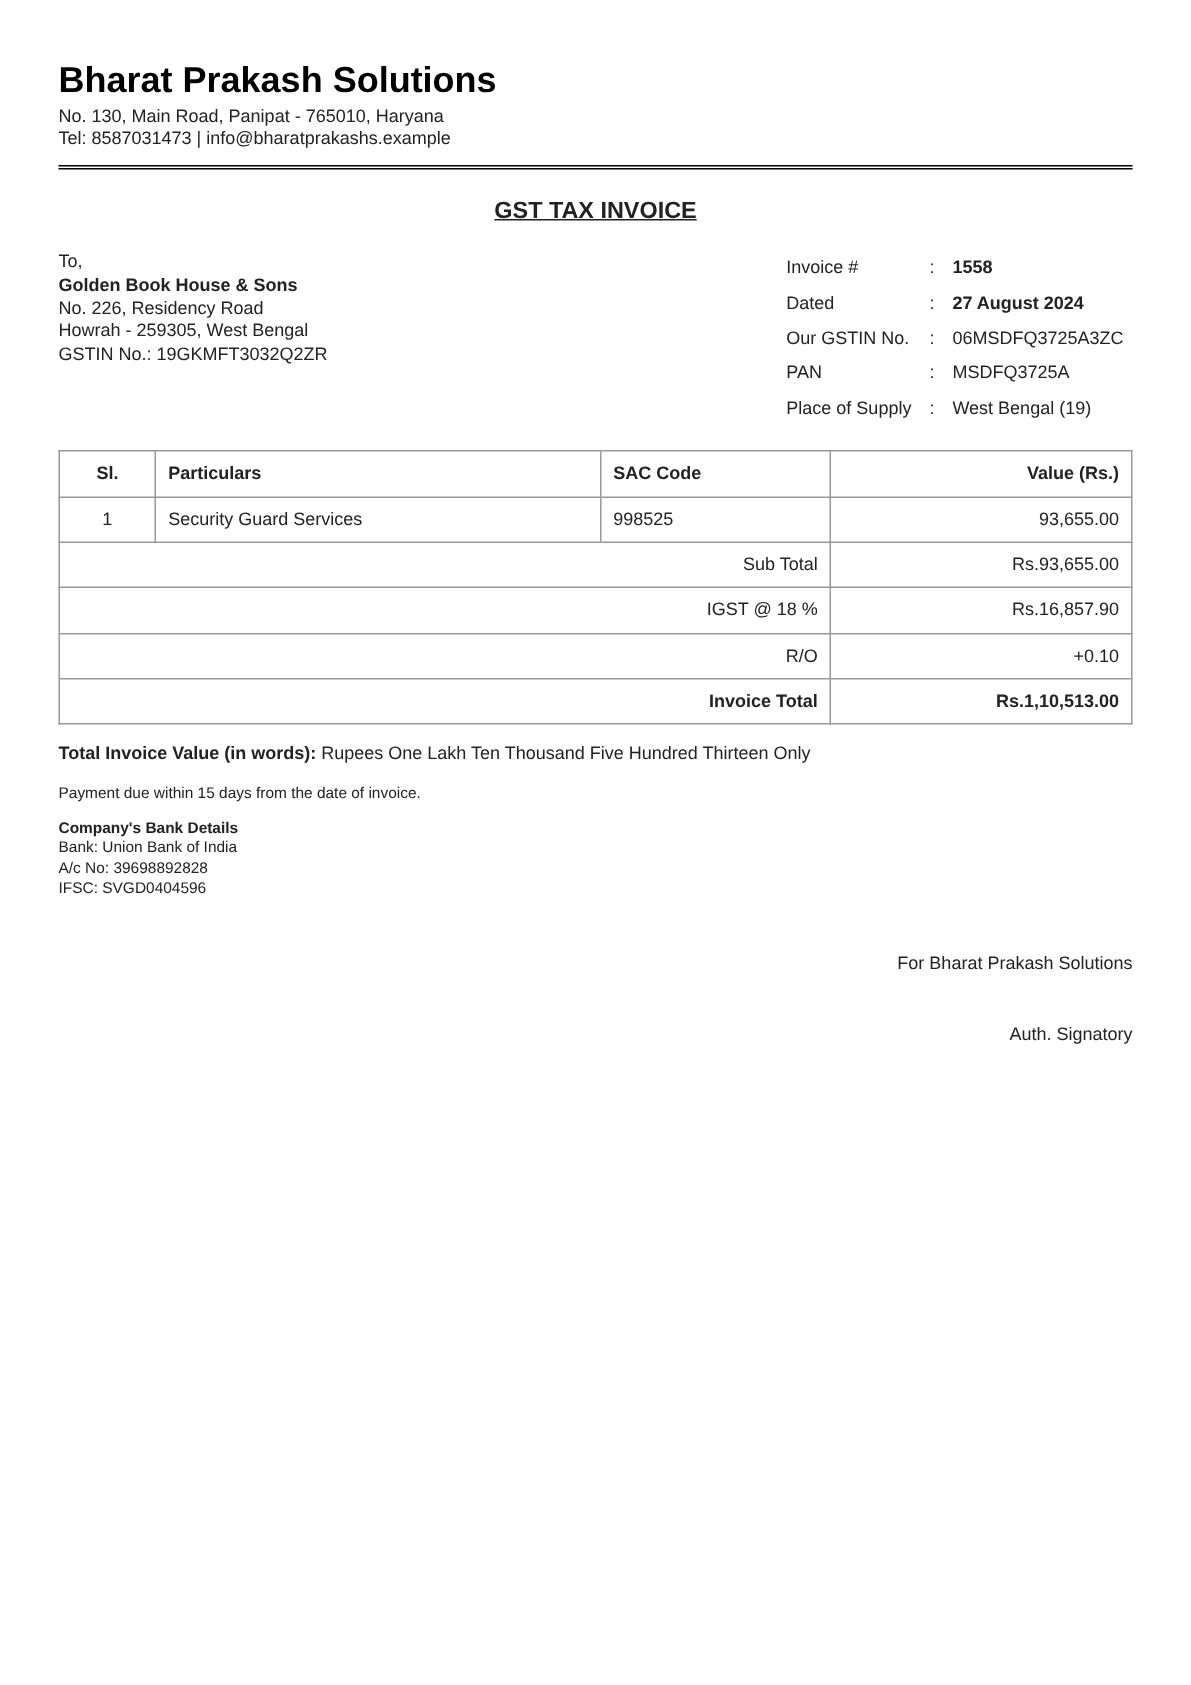 Bharat Prakash Solutions
No. 130, Main Road, Panipat - 765010, Haryana
Tel: 8587031473 | info@bharatprakashs.example
GST TAX INVOICE
To,
Golden Book House & Sons
No. 226, Residency Road
Howrah - 259305, West Bengal
GSTIN No.: 19GKMFT3032Q2ZR
Invoice # : 1558
Dated : 27 August 2024
Our GSTIN No. : 06MSDFQ3725A3ZC
PAN : MSDFQ3725A
Place of Supply : West Bengal (19)
Sl. Particulars SAC Code Value (Rs.)
1 Security Guard Services 998525 93,655.00
Sub Total Rs.93,655.00
IGST @ 18 % Rs.16,857.90
R/O +0.10
Invoice Total Rs.1,10,513.00
Total Invoice Value (in words): Rupees One Lakh Ten Thousand Five Hundred Thirteen Only
Payment due within 15 days from the date of invoice.
Company's Bank Details
Bank: Union Bank of India
A/c No: 39698892828
IFSC: SVGD0404596
For Bharat Prakash Solutions
Auth. Signatory